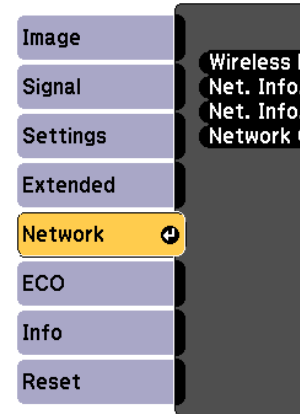 Image
Signal
Settings
Extended
Network
ECO
Info
Reset
Wireless
Net. Info.
Net. Info.
Network